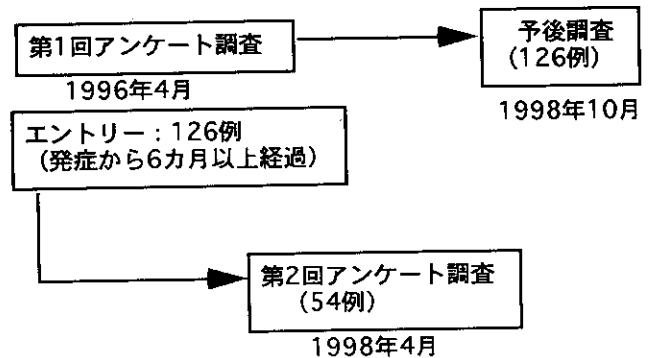 第1回アンケート調査
1996年4月
予後調査
(126例)
1998年10月
エントリー:126例
(発症から6カ月以上経過)
第2回アンケート調査
(54例)
1998年4月